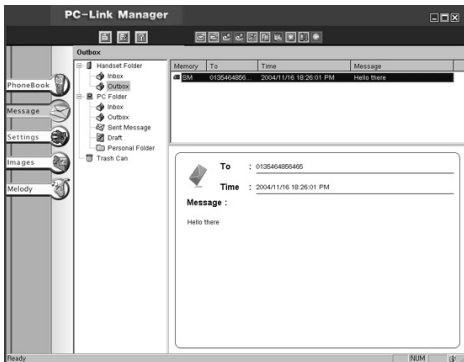 PC-Link Manager
Outbox
PhoneBook
Message
Settings
Images
Melody
Handset Folder
Inbox
Outbox
PC Folder
Inbox
Outbox
Sent Message
Draft
Personal Folder
Trash Can
Memory To Time Message
SM 0135464856... 2004/11/16 18:26:01 PM Hello there
To : 0135464856465
Time : 2004/11/16 18:26:01 PM
Message :
Hello there
Ready NUM